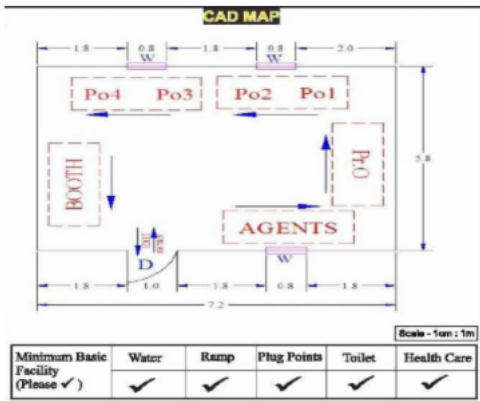 CAD MAP
1.8 0.8 1.8 0.8 2.0
W W
Po4 Po3 Po2 Po1
BOOTH
Pr.O
5.8
AGENTS
EXIT
D
W
1.8 1.0 1.8 0.8 1.8
7.2
Scale - 1cm : 1m
Minimum Basic Facility (Please ✓) Water Ramp Plug Points Toilet Health Care
✓ ✓ ✓ ✓ ✓